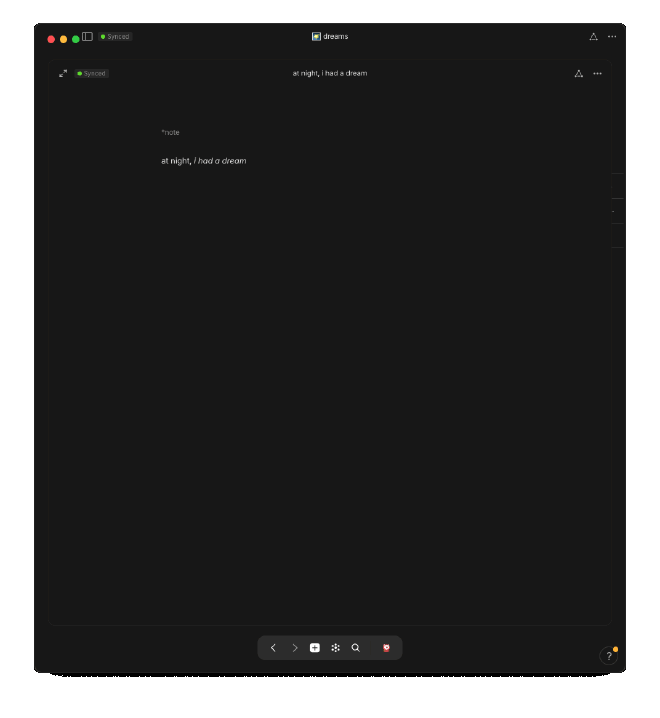 Synced
dreams
Synced
at night, i had a dream
*note
at night, i had a dream
?